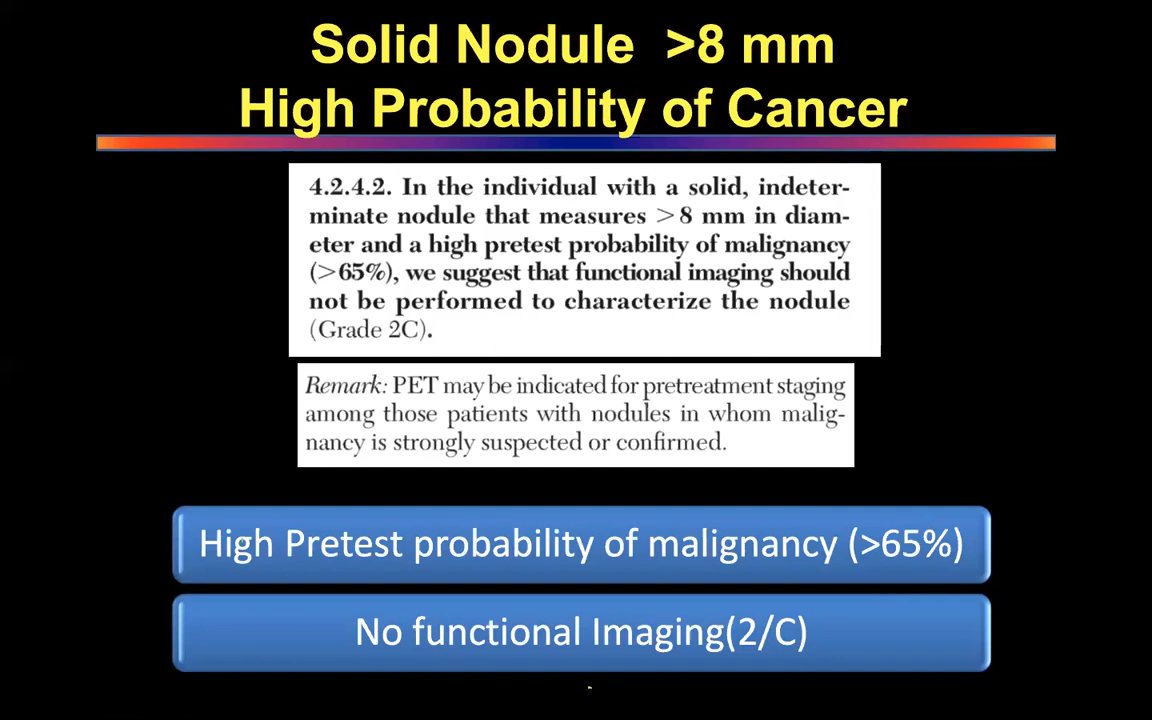 Solid Nodule >8 mm
High Probability of Cancer
4.2.4.2. In the individual with a solid, indeter-
minate nodule that measures >8 mm in diam-
eter and a high pretest probability of malignancy
(>65%), we suggest that functional imaging should
not be performed to characterize the nodule
(Grade 2C).
Remark: PET may be indicated for pretreatment staging
among those patients with nodules in whom malig-
nancy is strongly suspected or confirmed.
High Pretest probability of malignancy (>65%)
No functional Imaging(2/C)